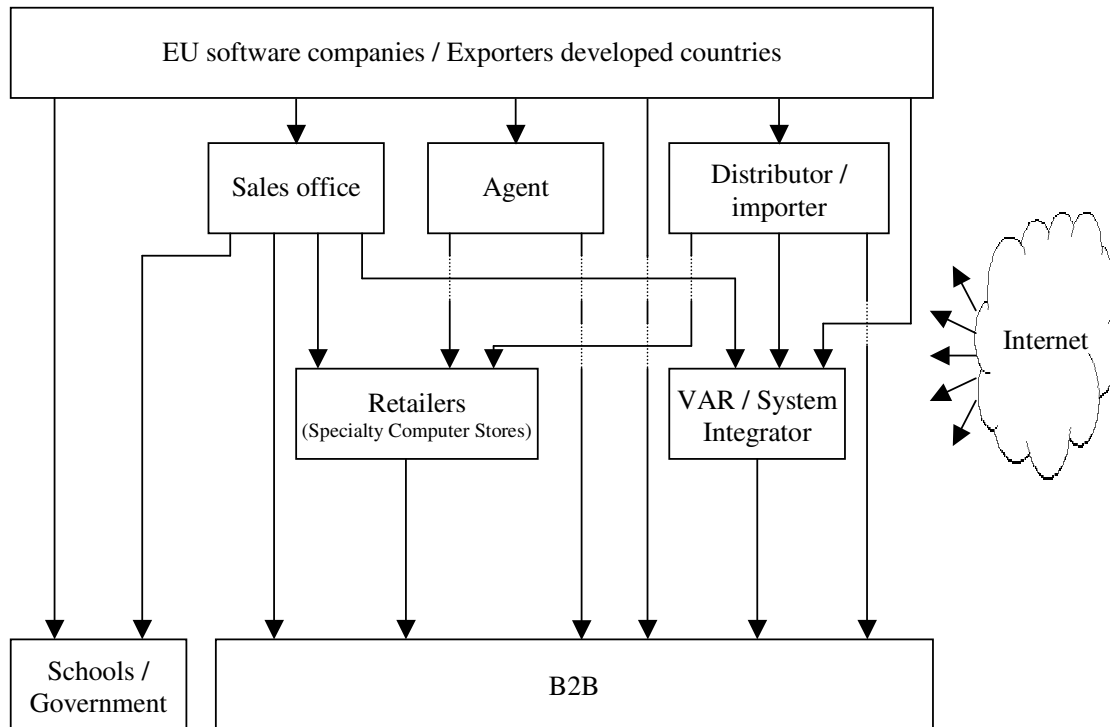 EU software companies / Exporters developed countries
Sales office
Agent
Distributor /
importer
Internet
Retailers
(Specialty Computer Stores)
VAR / System
Integrator
Schools /
Government
B2B